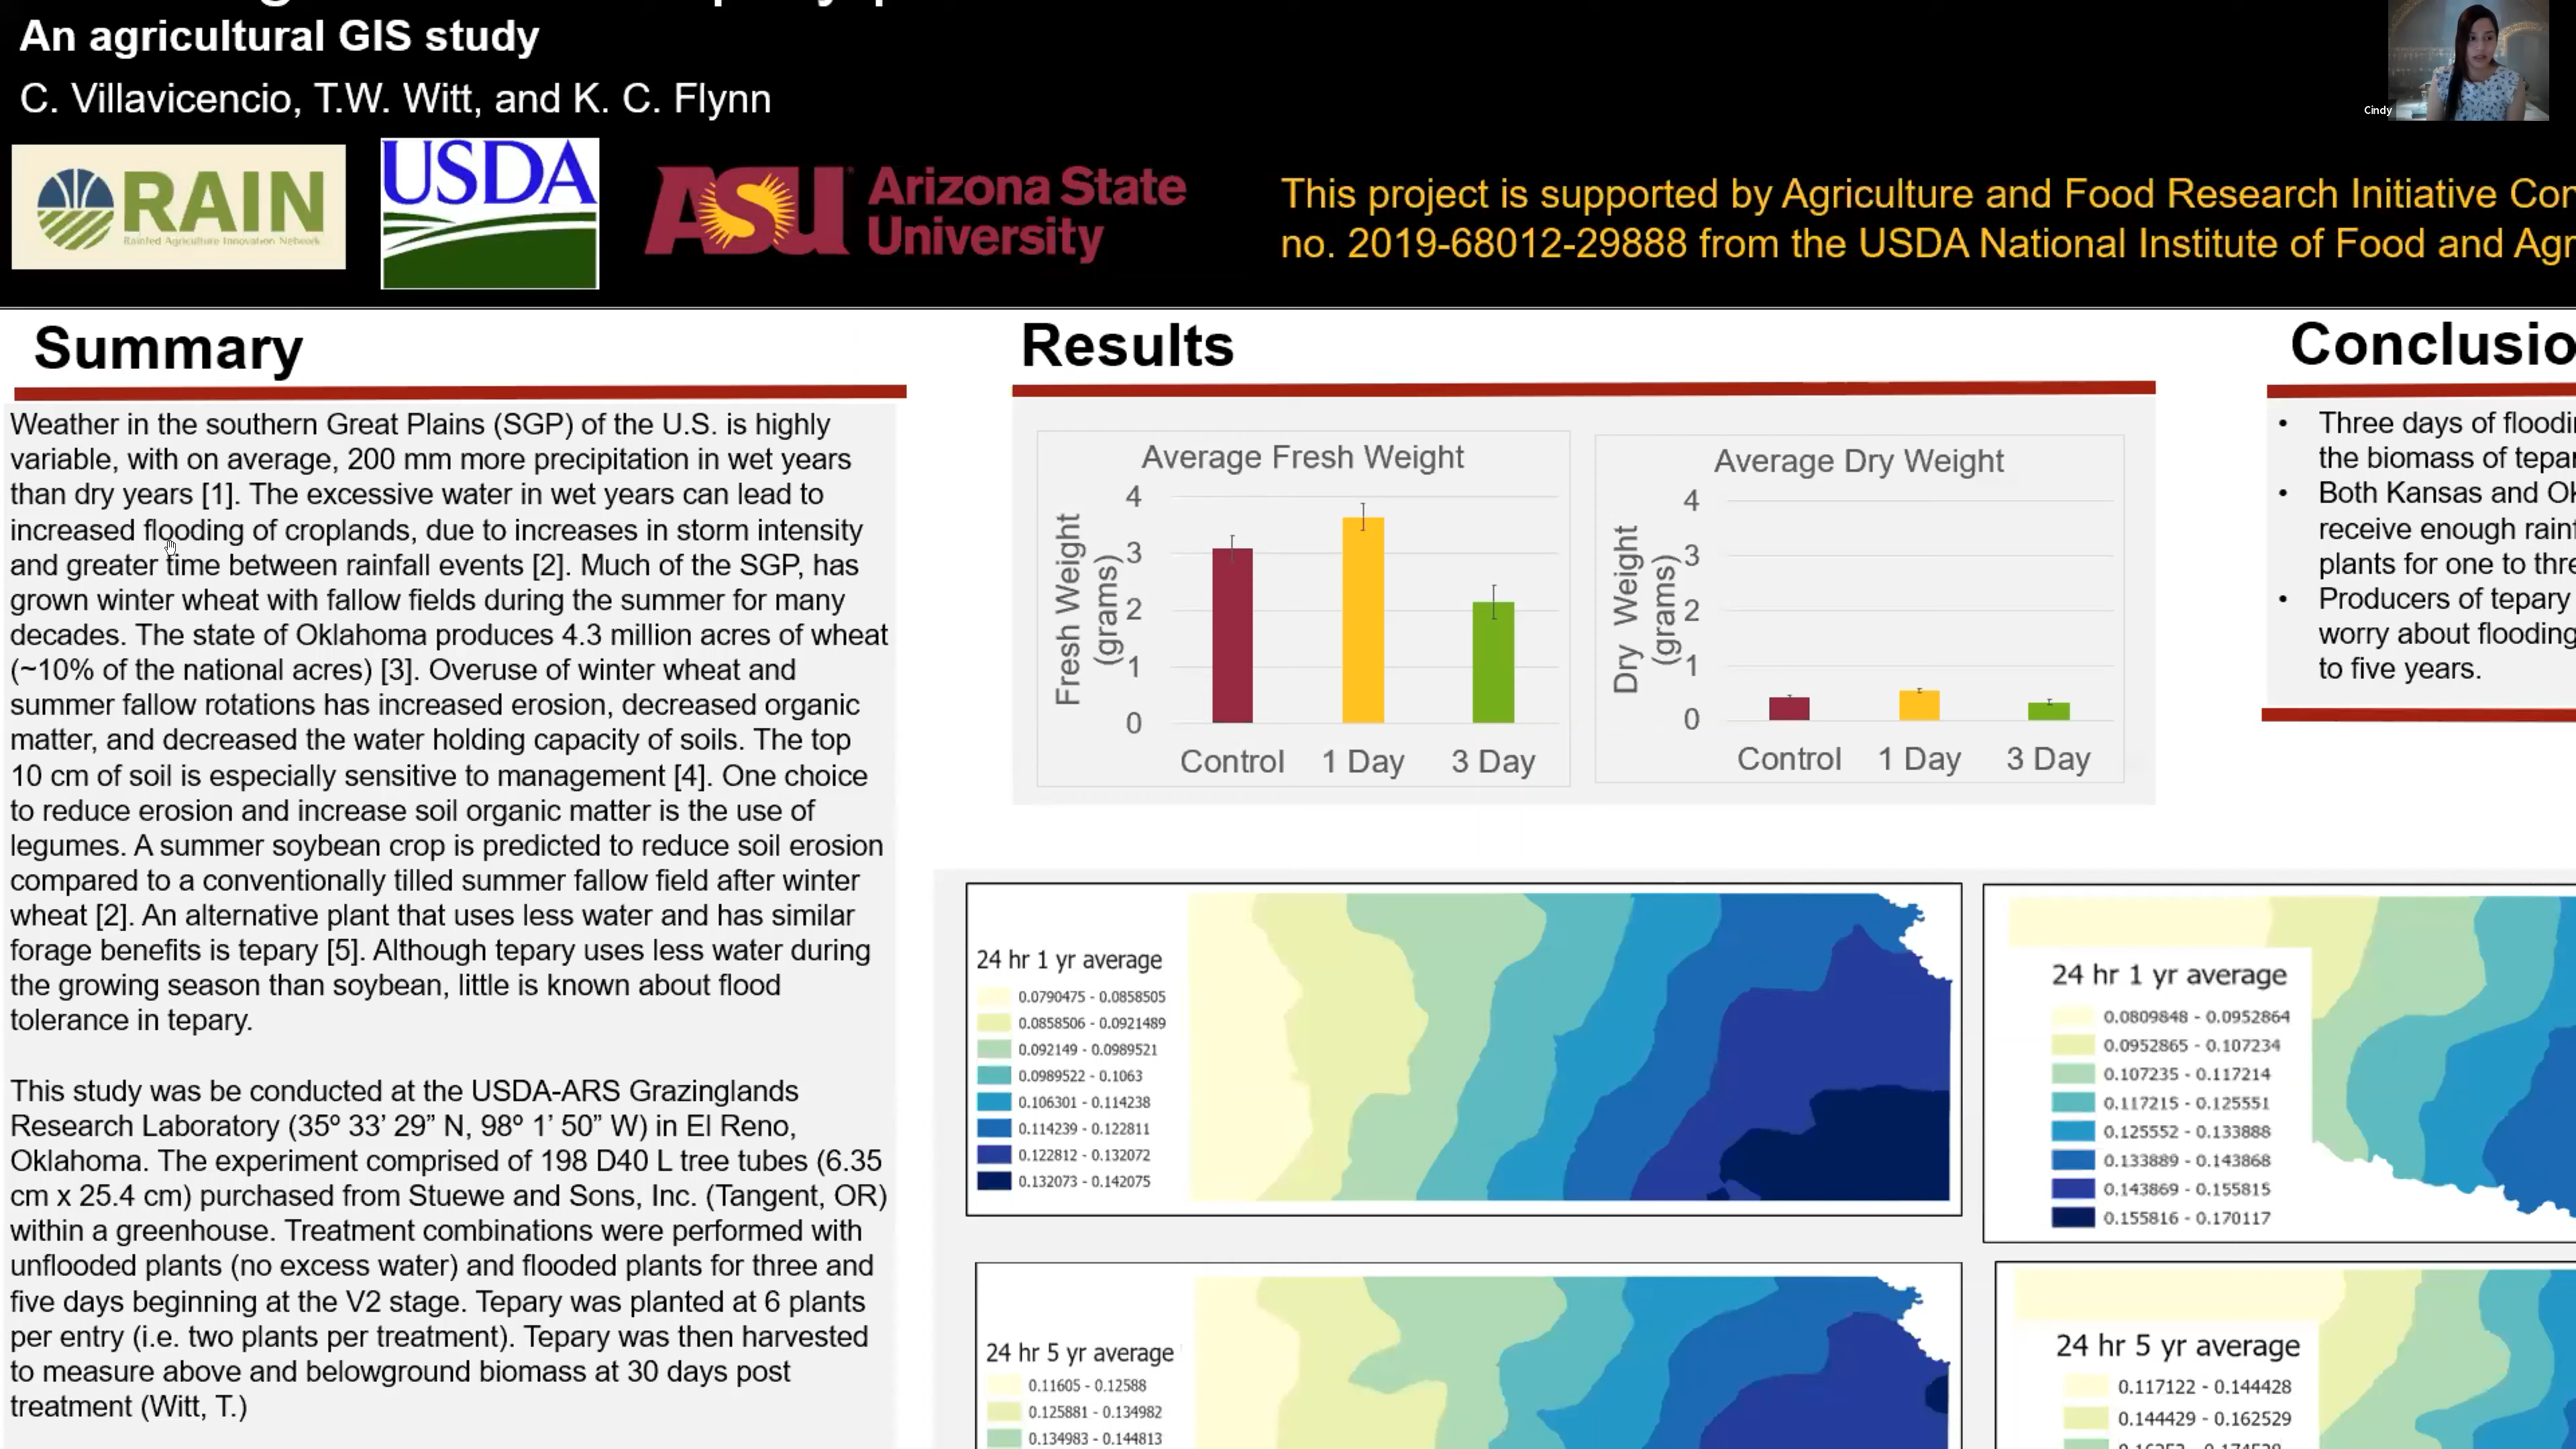 An agricultural GIS study
C. Villavicencio, T.W. Witt, and K. C. Flynn
Cindy
RAIN
Rainfed Agriculture Innovation Network
USDA
ASU Arizona State
University
This project is supported by Agriculture and Food Research Initiative
no. 2019-68012-29888 from the USDA National Institute of Food and
Summary
Weather in the southern Great Plains (SGP) of the U.S. is highly
variable, with on average, 200 mm more precipitation in wet years
than dry years [1]. The excessive water in wet years can lead to
increased flooding of croplands, due to increases in storm intensity
and greater time between rainfall events [2]. Much of the SGP, has
grown winter wheat with fallow fields during the summer for many
decades. The state of Oklahoma produces 4.3 million acres of wheat
(~10% of the national acres) [3]. Overuse of winter wheat and
summer fallow rotations has increased erosion, decreased organic
matter, and decreased the water holding capacity of soils. The top
10 cm of soil is especially sensitive to management [4]. One choice
to reduce erosion and increase soil organic matter is the use of
legumes. A summer soybean crop is predicted to reduce soil erosion
compared to a conventionally tilled summer fallow field after winter
wheat [2]. An alternative plant that uses less water and has similar
forage benefits is tepary [5]. Although tepary uses less water during
the growing season than soybean, little is known about flood
tolerance in tepary.
This study was be conducted at the USDA-ARS Grazinglands
Research Laboratory (35º 33’ 29” N, 98º 1’ 50” W) in El Reno,
Oklahoma. The experiment comprised of 198 D40 L tree tubes (6.35
cm x 25.4 cm) purchased from Stuewe and Sons, Inc. (Tangent, OR)
within a greenhouse. Treatment combinations were performed with
unflooded plants (no excess water) and flooded plants for three and
five days beginning at the V2 stage. Tepary was planted at 6 plants
per entry (i.e. two plants per treatment). Tepary was then harvested
to measure above and belowground biomass at 30 days post
treatment (Witt, T.)
Results
Average Fresh Weight
Fresh Weight
(grams)
4
3
2
1
0
Control 1 Day 3 Day
Average Dry Weight
Dry Weight
(grams)
4
3
2
1
0
Control 1 Day 3 Day
24 hr 1 yr average
0.0790475 - 0.0858505
0.0858506 - 0.0921489
0.092149 - 0.0989521
0.0989522 - 0.1063
0.106301 - 0.114238
0.114239 - 0.122811
0.122812 - 0.132072
0.132073 - 0.142075
24 hr 1 yr average
0.0809848 - 0.0952864
0.0952865 - 0.107234
0.107235 - 0.117214
0.117215 - 0.125551
0.125552 - 0.133888
0.133889 - 0.143868
0.143869 - 0.155815
0.155816 - 0.170117
24 hr 5 yr average
0.11605 - 0.12588
0.125881 - 0.134982
0.134983 - 0.144813
24 hr 5 yr average
0.117122 - 0.144428
0.144429 - 0.162529
Conclusio
• Three days of floodi
the biomass of tepar
• Both Kansas and Ok
receive enough rainf
plants for one to thre
• Producers of tepary
worry about flooding
to five years.